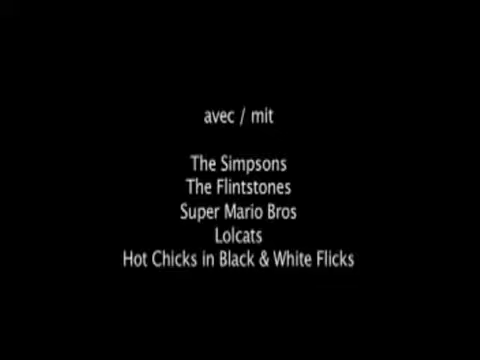 avec / mit
The Simpsons
The Flintstones
Super Mario Bros
Lolcats
Hot Chicks in Black & White Flicks